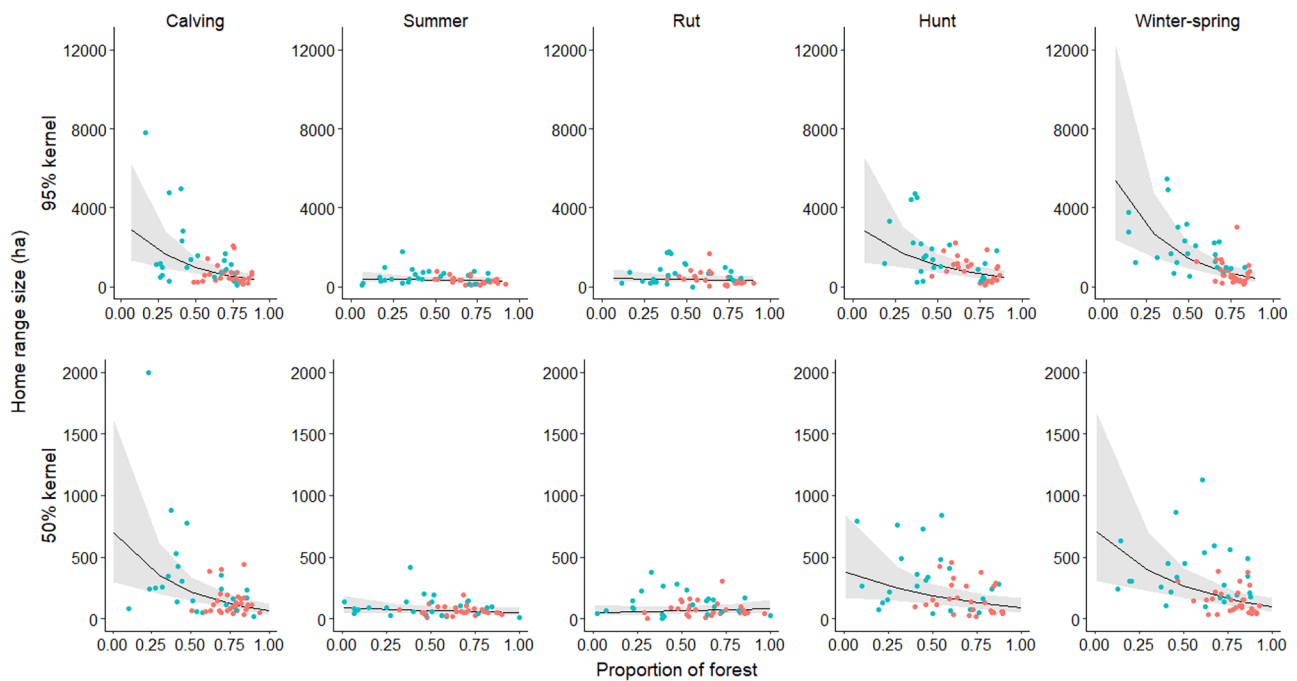 Calving Summer Rut Hunt Winter-spring
Home range size (ha)
95% kernel
12000 12000 12000 12000 12000
8000 8000 8000 8000 8000
4000 4000 4000 4000 4000
0 0 0 0 0
0.00 0.25 0.50 0.75 1.00 0.00 0.25 0.50 0.75 1.00 0.00 0.25 0.50 0.75 1.00 0.00 0.25 0.50 0.75 1.00 0.00 0.25 0.50 0.75 1.00
50% kernel
2000 2000 2000 2000 2000
1500 1500 1500 1500 1500
1000 1000 1000 1000 1000
500 500 500 500 500
0 0 0 0 0
0.00 0.25 0.50 0.75 1.00 0.00 0.25 0.50 0.75 1.00 0.00 0.25 0.50 0.75 1.00 0.00 0.25 0.50 0.75 1.00 0.00 0.25 0.50 0.75 1.00
Proportion of forest